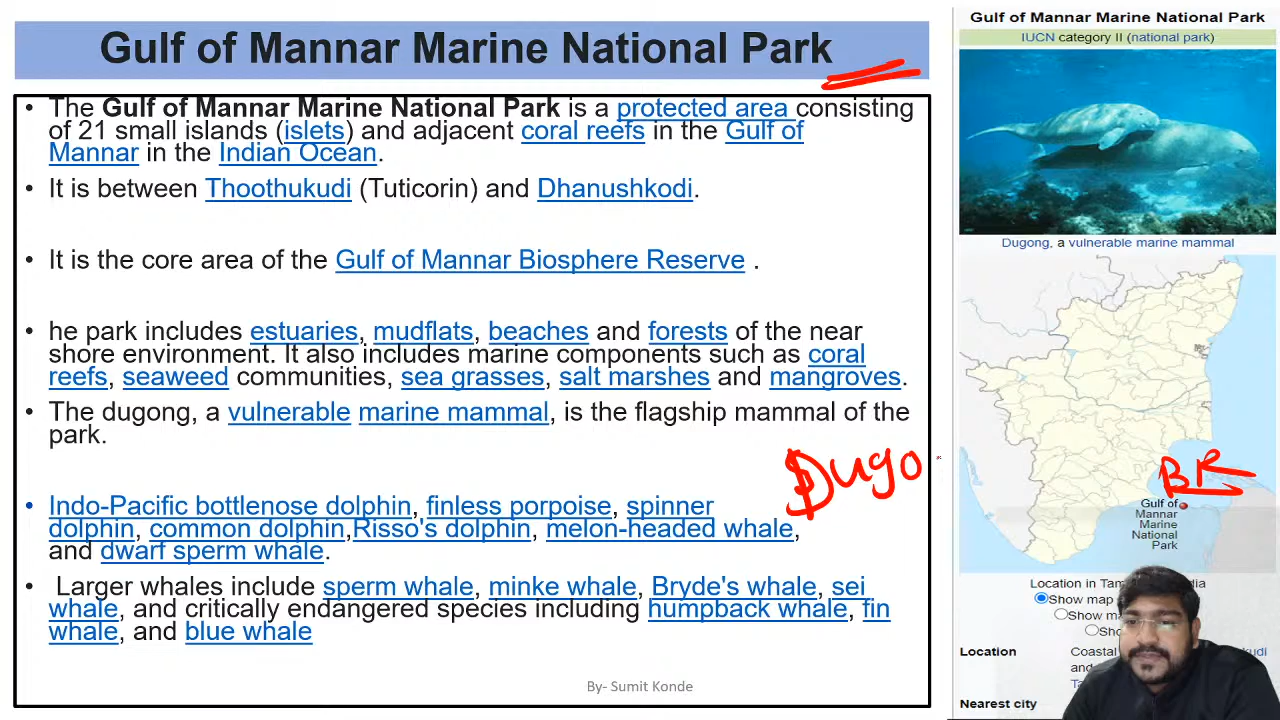 Gulf of Mannar Marine National Park
• The Gulf of Mannar Marine National Park is a protected area consisting
of 21 small islands (islets) and adjacent coral reefs in the Gulf of
Mannar in the Indian Ocean.
• It is between Thoothukudi (Tuticorin) and Dhanushkodi.
• It is the core area of the Gulf of Mannar Biosphere Reserve .
• he park includes estuaries, mudflats, beaches and forests of the near
shore environment. It also includes marine components such as coral
reefs, seaweed communities, sea grasses, salt marshes and mangroves.
• The dugong, a vulnerable marine mammal, is the flagship mammal of the
park.
Dugo
• Indo-Pacific bottlenose dolphin, finless porpoise, spinner
dolphin, common dolphin,Risso's dolphin, melon-headed whale,
and dwarf sperm whale.
• Larger whales include sperm whale, minke whale, Bryde's whale, sei
whale, and critically endangered species including humpback whale, fin
whale, and blue whale
By- Sumit Konde
Gulf of Mannar Marine National Park
IUCN category II (national park)
Dugong, a vulnerable marine mammal
BR
Gulf of
Mannar
Marine
National
Park
Location in
Show map
Show
Location
Coastal
and
Nearest city